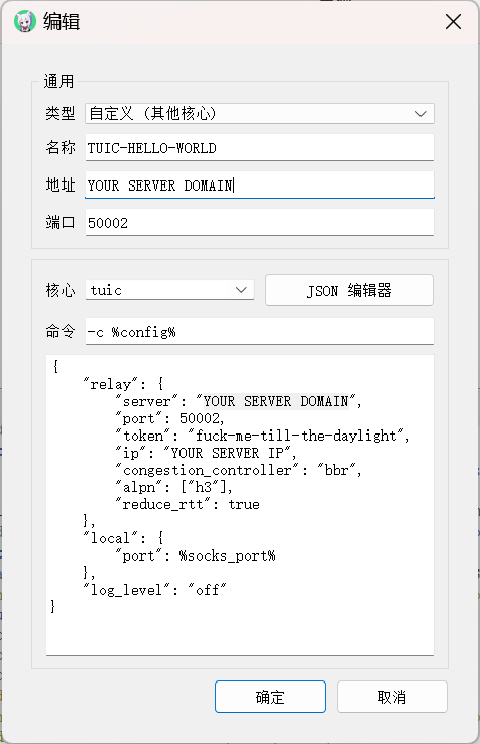 编辑
通用
类型 自定义 (其他核心)
名称 TUIC-HELLO-WORLD
地址 YOUR SERVER DOMAIN
端口 50002
核心 tuic JSON 编辑器
命令 -c %config%
{
    "relay": {
        "server": "YOUR SERVER DOMAIN",
        "port": 50002,
        "token": "fuck-me-till-the-daylight",
        "ip": "YOUR SERVER IP",
        "congestion_controller": "bbr",
        "alpn": ["h3"],
        "reduce_rtt": true
    },
    "local": {
        "port": %socks_port%
    },
    "log_level": "off"
}
确定 取消